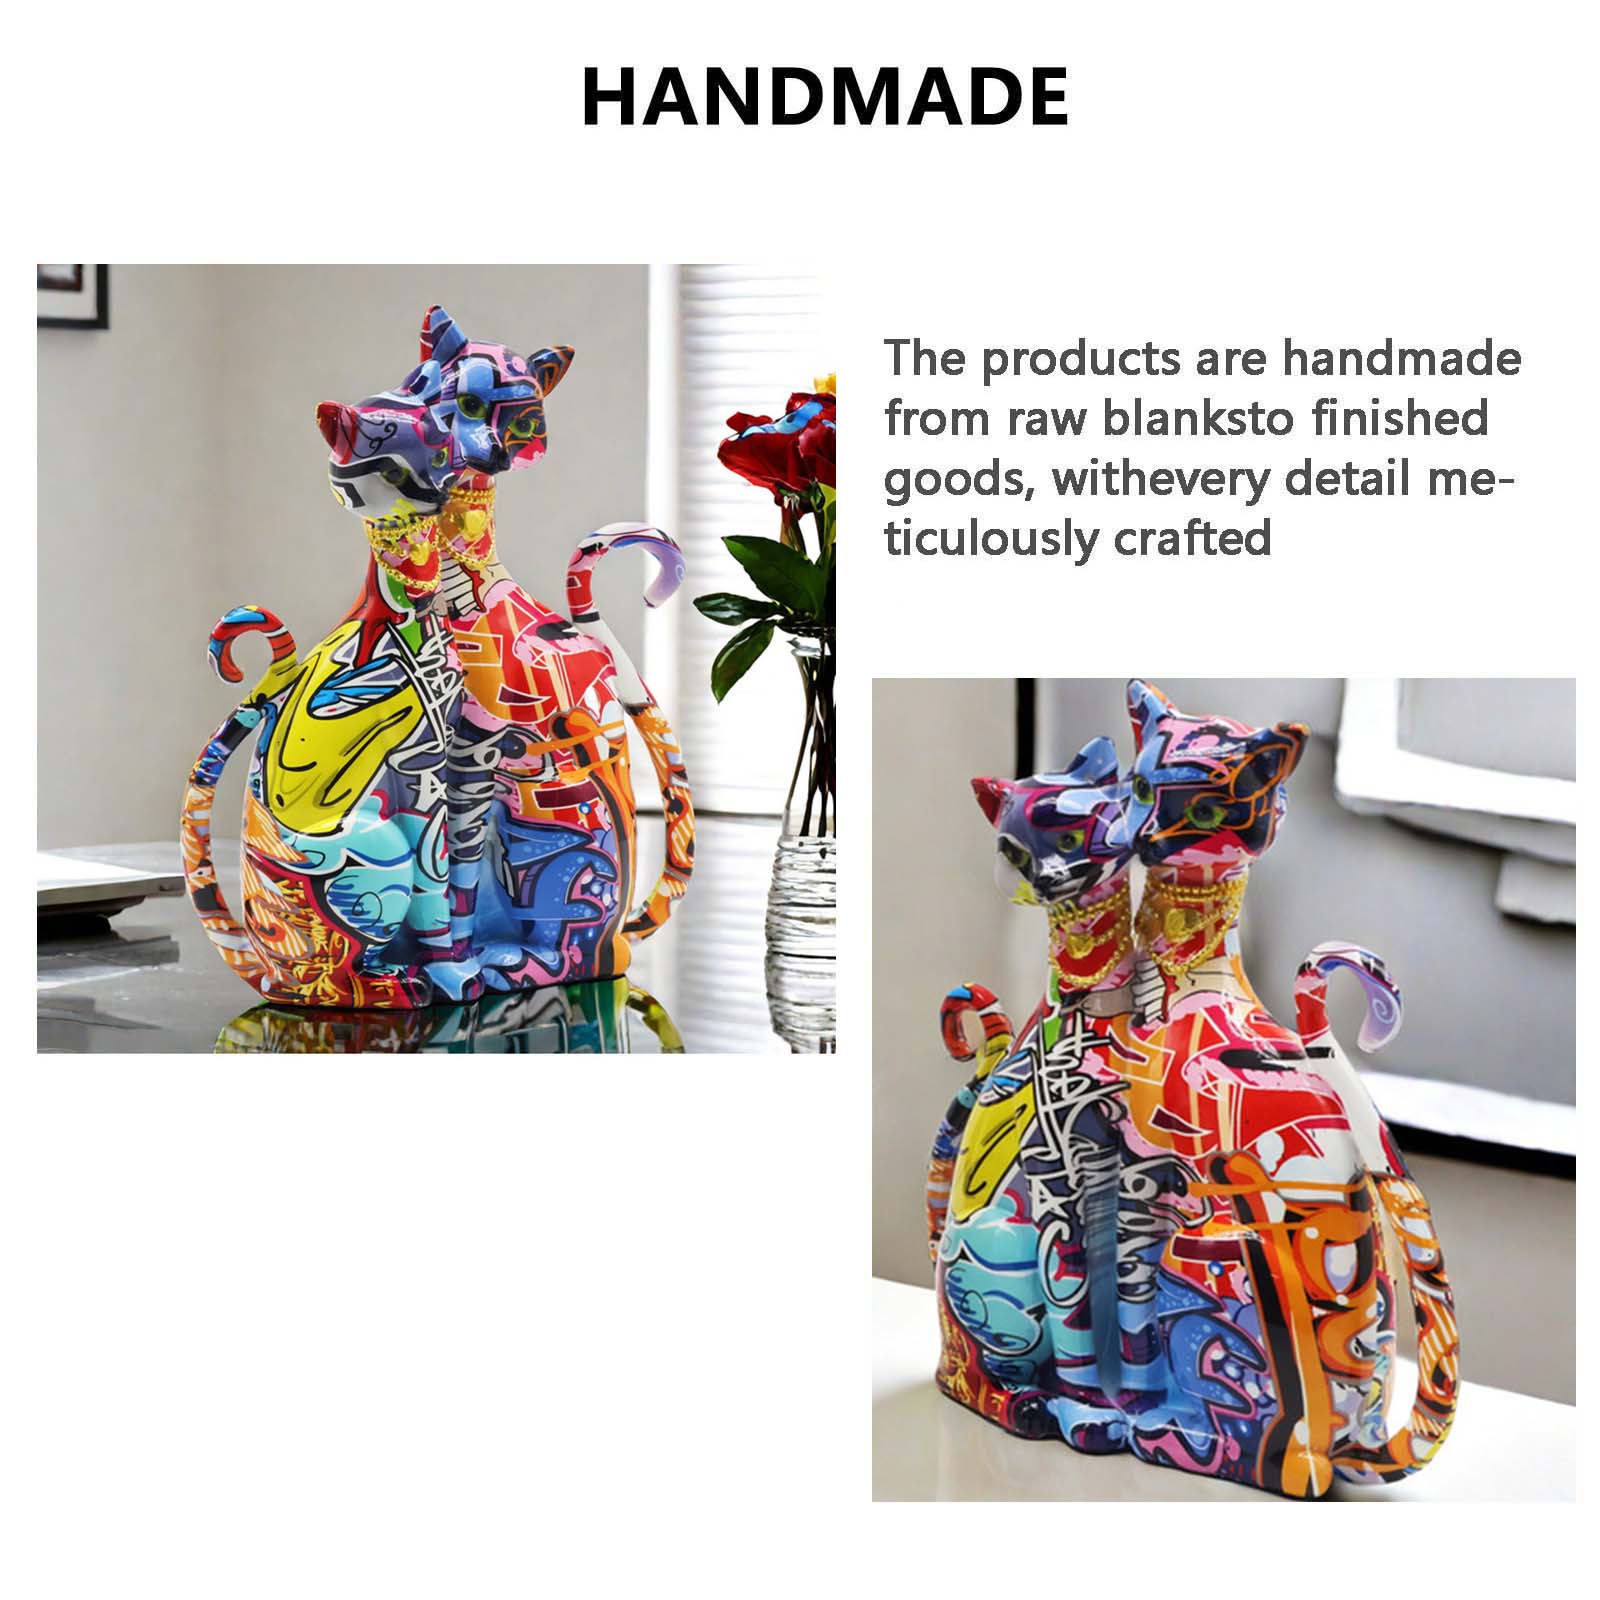 HANDMADE
The products are handmade
from raw blanksto finished
goods, withevery detail me-
ticulously crafted